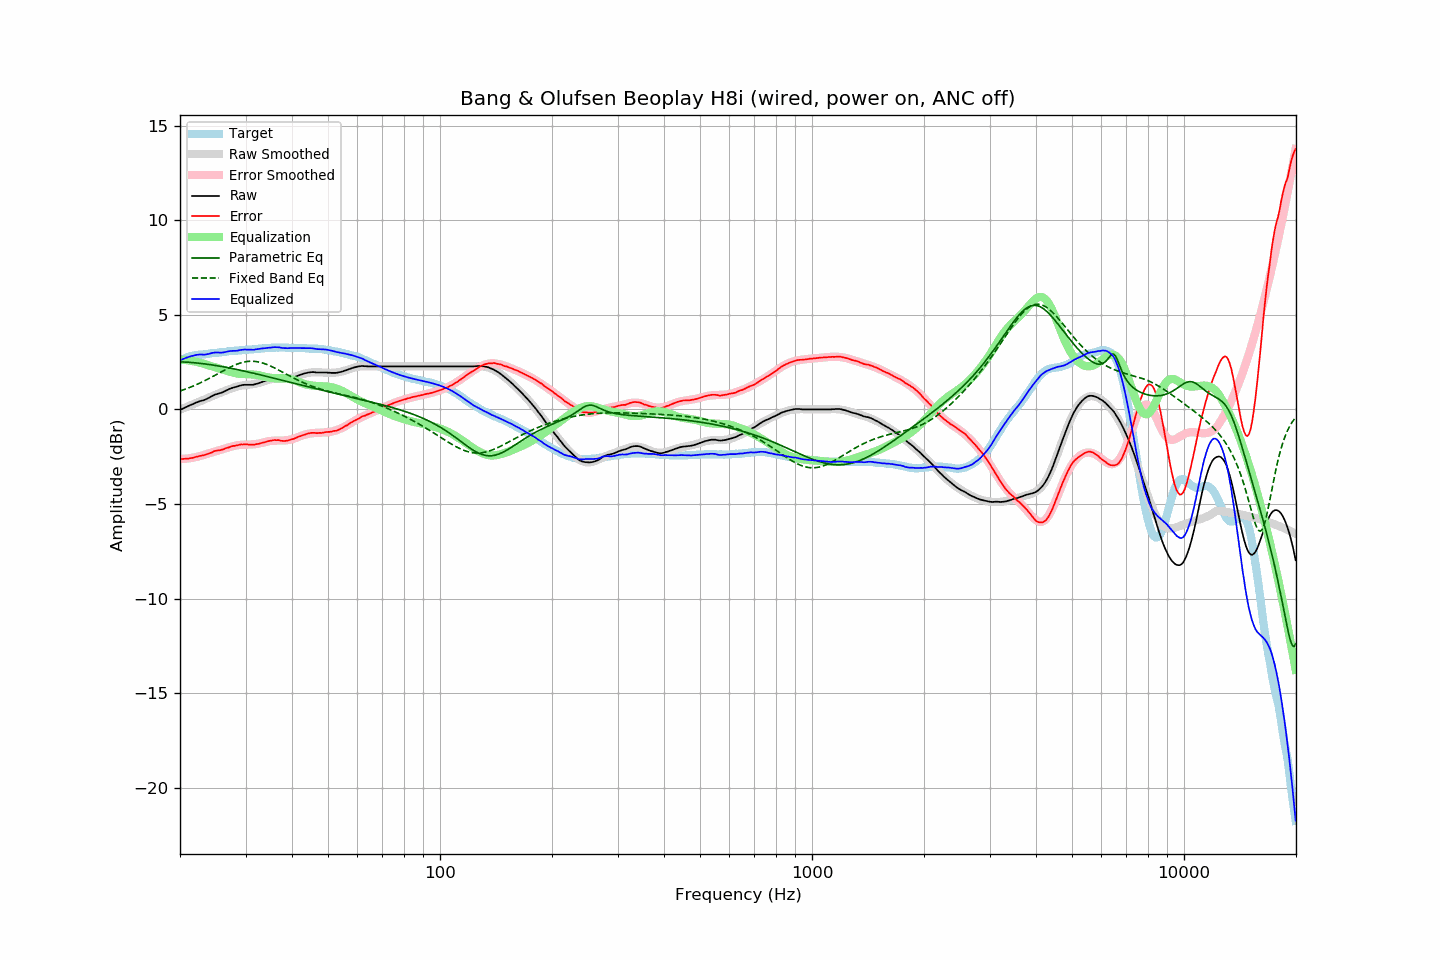 Bang & Olufsen Beoplay H8i (wired, power on, ANC off)
15
10
5
0
−5
−10
−15
−20
Amplitude (dBr)
Target
Raw Smoothed
Error Smoothed
Raw
Error
Equalization
Parametric Eq
Fixed Band Eq
Equalized
100
1000
10000
Frequency (Hz)